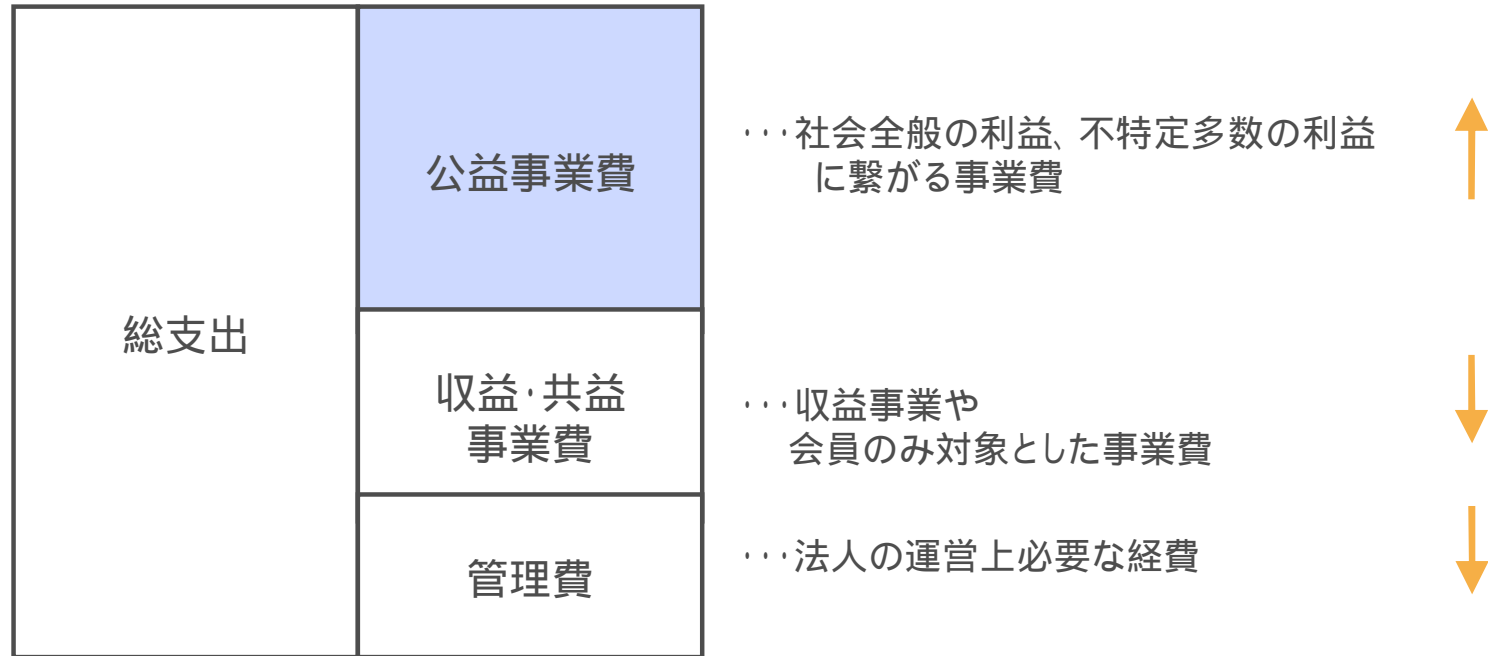 総支出
公益事業費
···社会全般の利益、不特定多数の利益
に繋がる事業費
収益·共益
事業費
···収益事業や
会員のみ対象とした事業費
管理費
···法人の運営上必要な経費